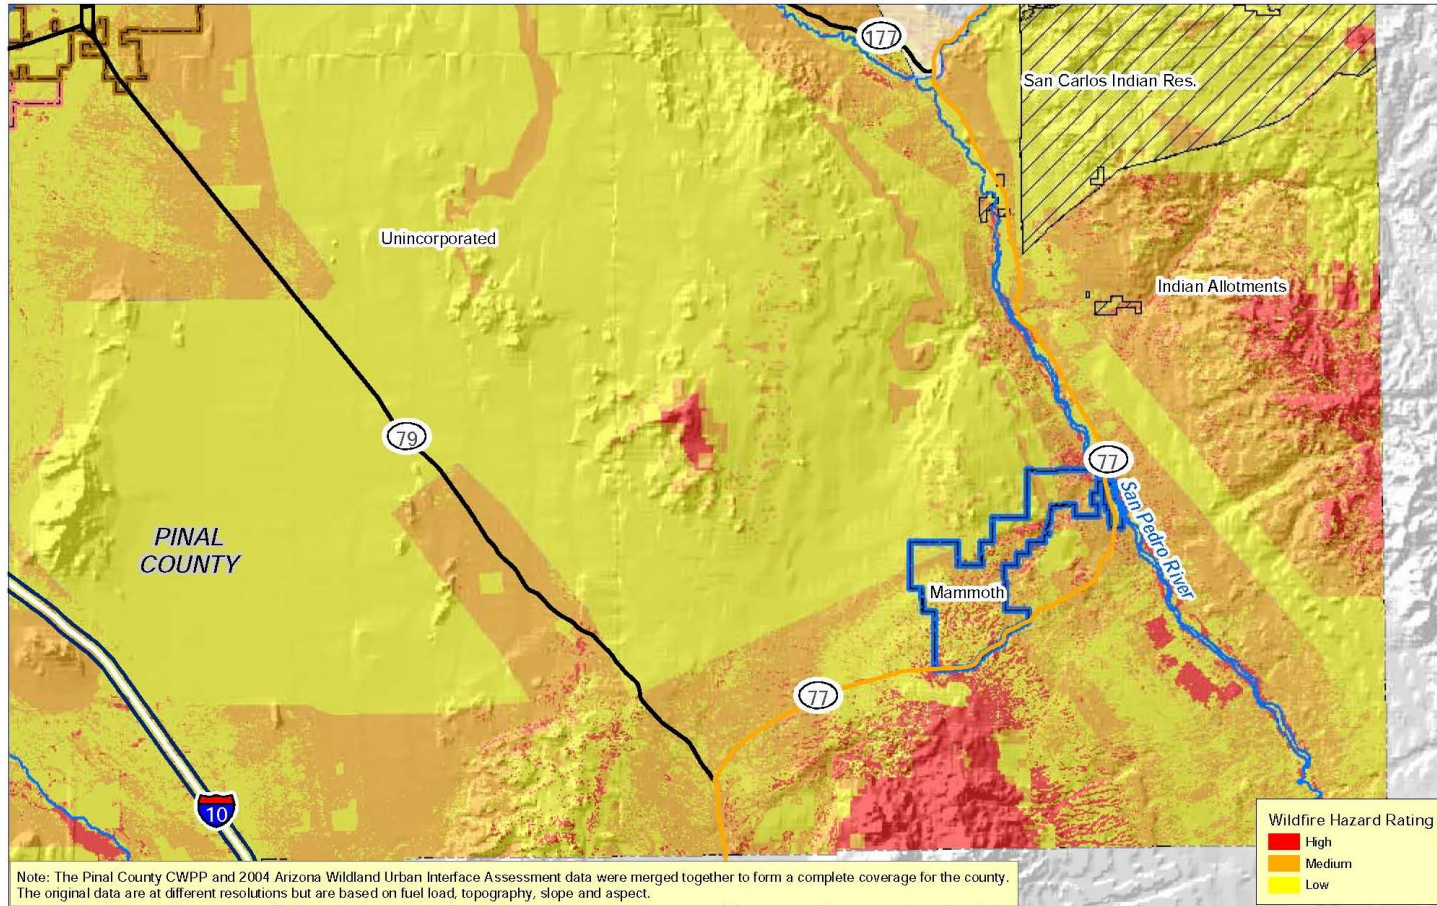 177
San Carlos Indian Res.
Unincorporated
Indian Allotments
79
77
San Pedro River
PINAL
COUNTY
Mammoth
77
10
Wildfire Hazard Rating
High
Medium
Low
Note: The Pinal County CWPP and 2004 Arizona Wildland Urban Interface Assessment data were merged together to form a complete coverage for the county.
The original data are at different resolutions but are based on fuel load, topography, slope and aspect.